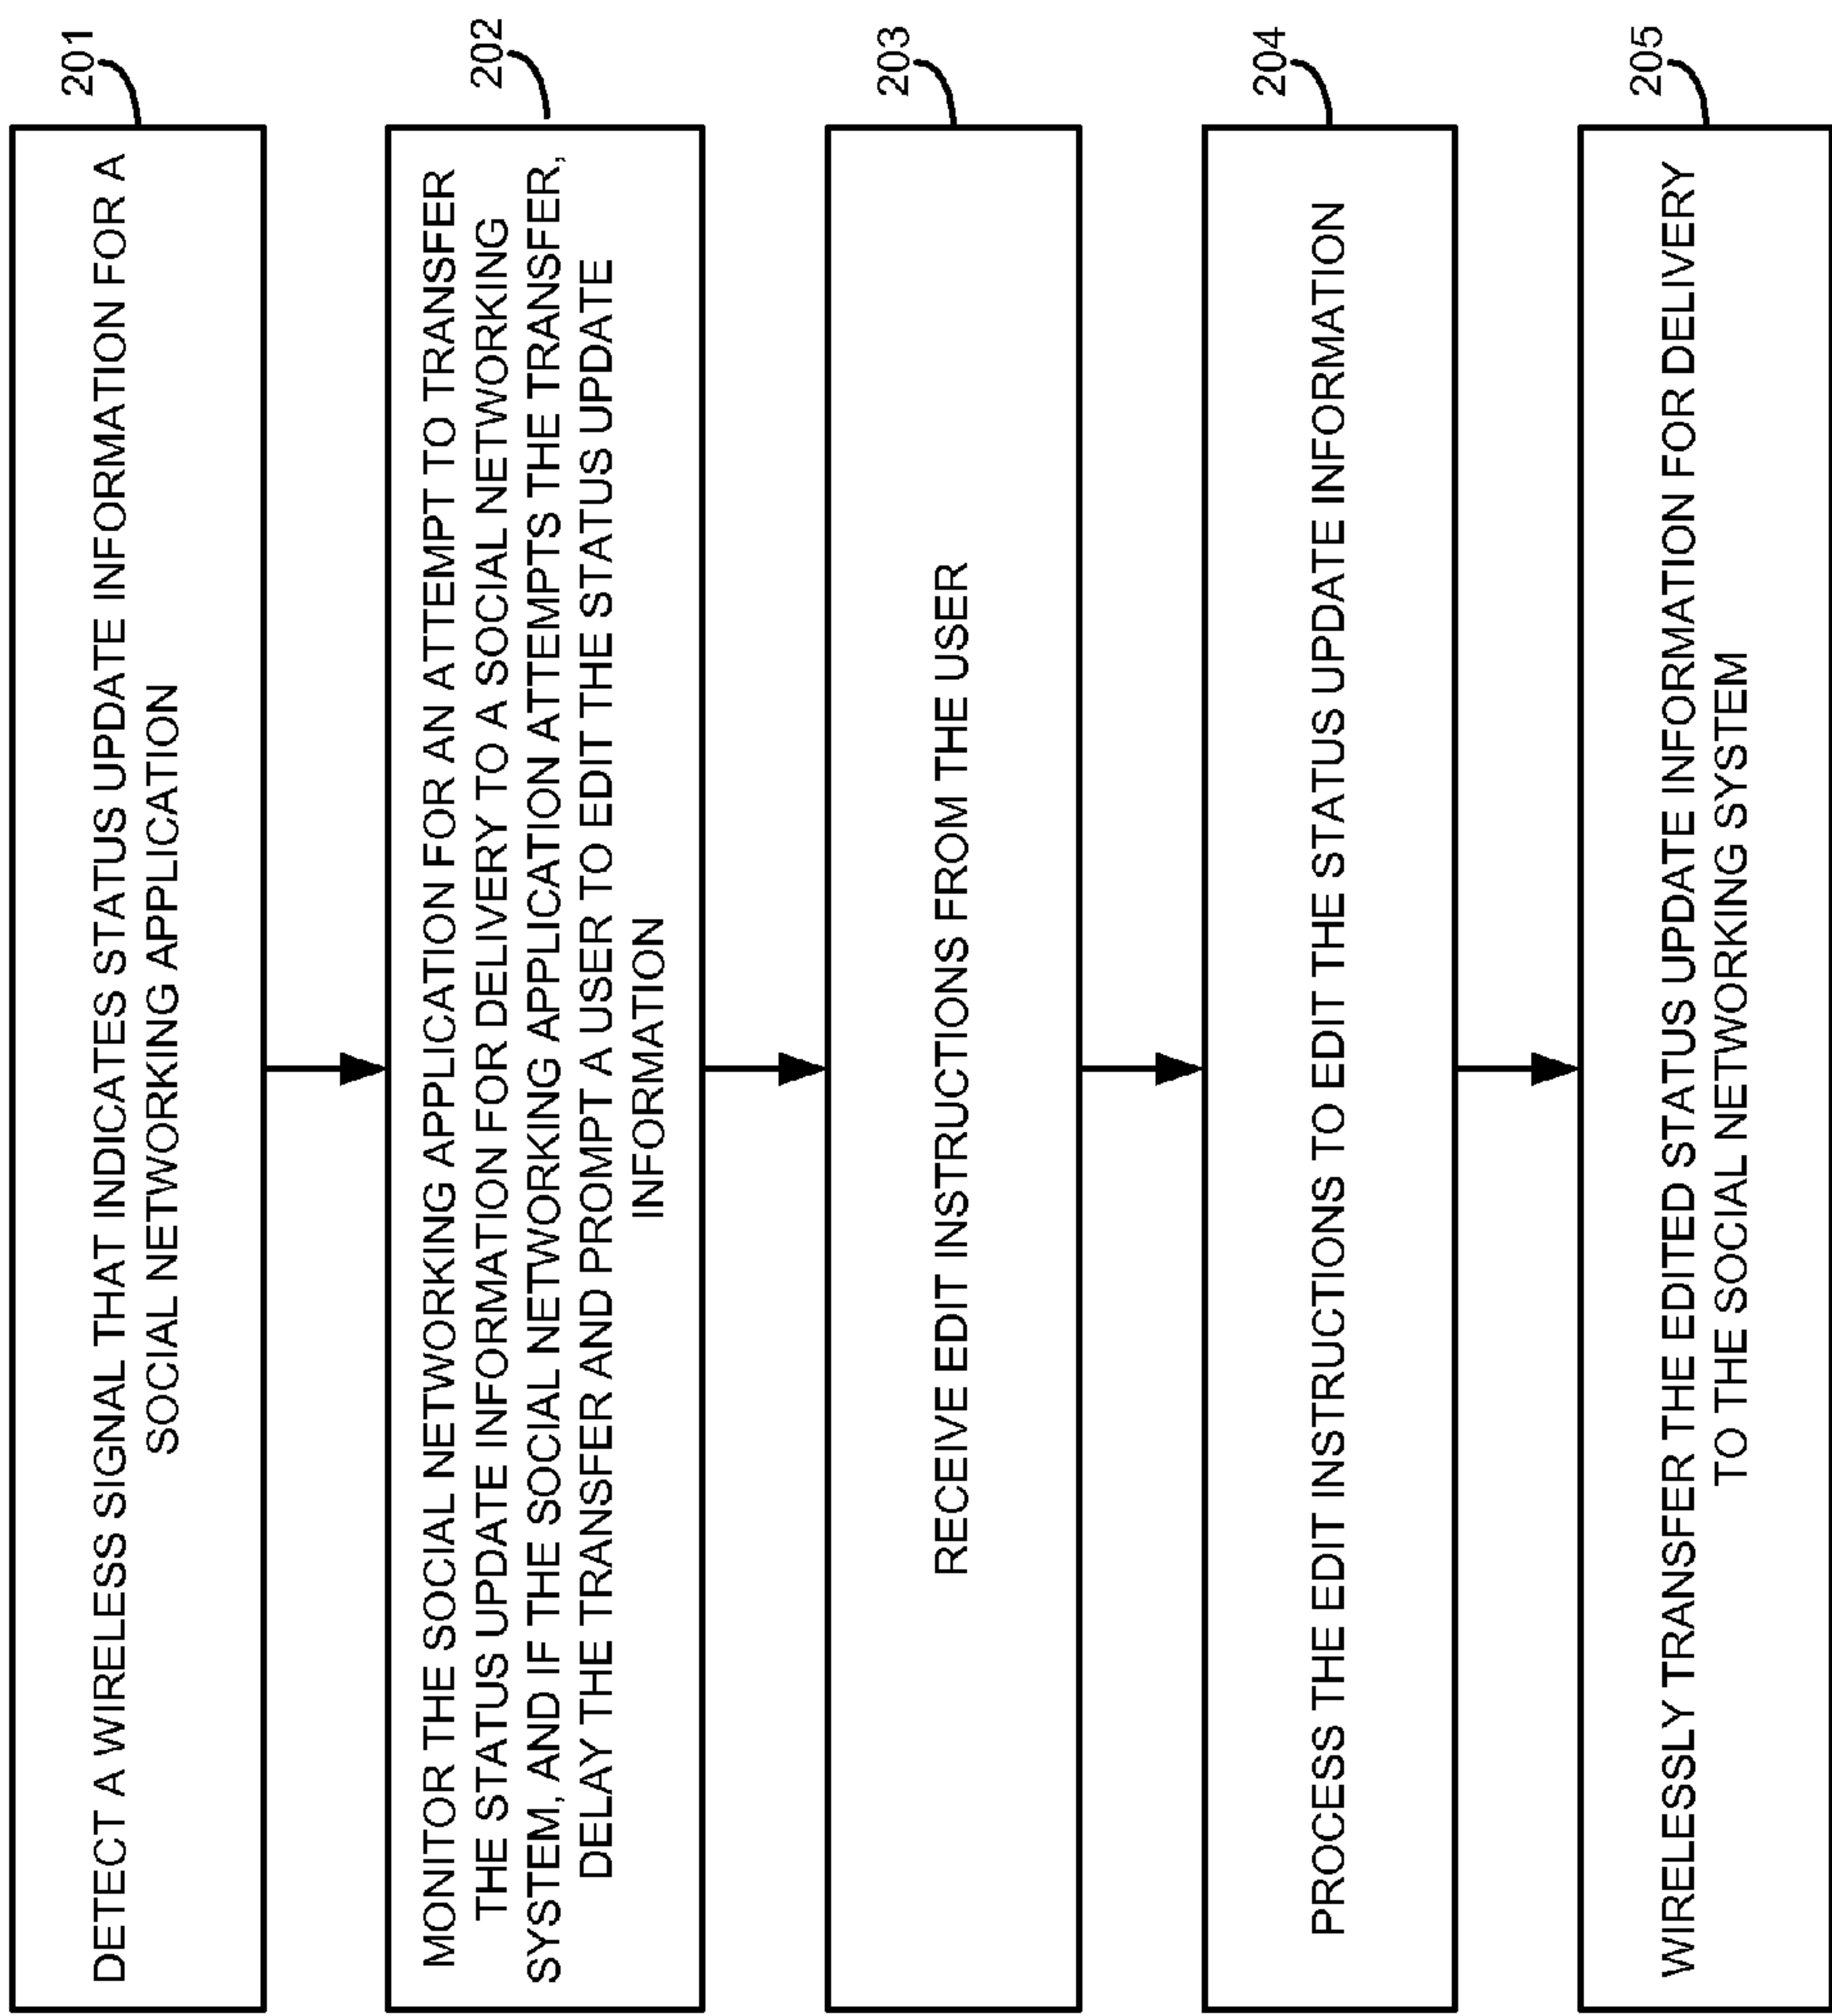 201
DETECT A WIRELESS SIGNAL THAT INDICATES STATUS UPDATE INFORMATION FOR A
SOCIAL NETWORKING APPLICATION
202
MONITOR THE SOCIAL NETWORKING APPLICATION FOR AN ATTEMPT TO TRANSFER
THE STATUS UPDATE INFORMATION FOR DELIVERY TO A SOCIAL NETWORKING
SYSTEM, AND IF THE SOCIAL NETWORKING APPLICATION ATTEMPTS THE TRANSFER,
DELAY THE TRANSFER AND PROMPT A USER TO EDIT THE STATUS UPDATE
INFORMATION
203
RECEIVE EDIT INSTRUCTIONS FROM THE USER
204
PROCESS THE EDIT INSTRUCTIONS TO EDIT THE STATUS UPDATE INFORMATION
205
WIRELESSLY TRANSFER THE EDITED STATUS UPDATE INFORMATION FOR DELIVERY
TO THE SOCIAL NETWORKING SYSTEM